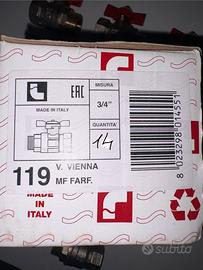 EAC
MISURA
MADE IN ITALY
3/4"
QUANTITA'
14
8 023228 014551
119
V. VIENNA
MF FARF.
MADE IN
ITALY
subito